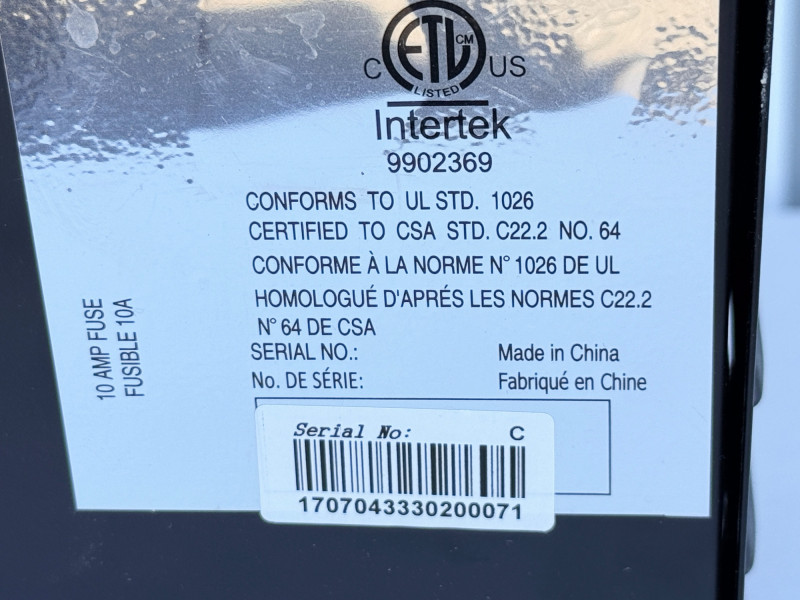 ETL CM
C US
LISTED
Intertek
9902369
CONFORMS TO UL STD. 1026
CERTIFIED TO CSA STD. C22.2 NO. 64
CONFORME À LA NORME N° 1026 DE UL
HOMOLOGUÉ D'APRÉS LES NORMES C22.2
N° 64 DE CSA
10 AMP FUSE
FUSIBLE 10A
SERIAL NO.: Made in China
No. DE SÉRIE: Fabriqué en Chine
Serial No: C
1707043330200071